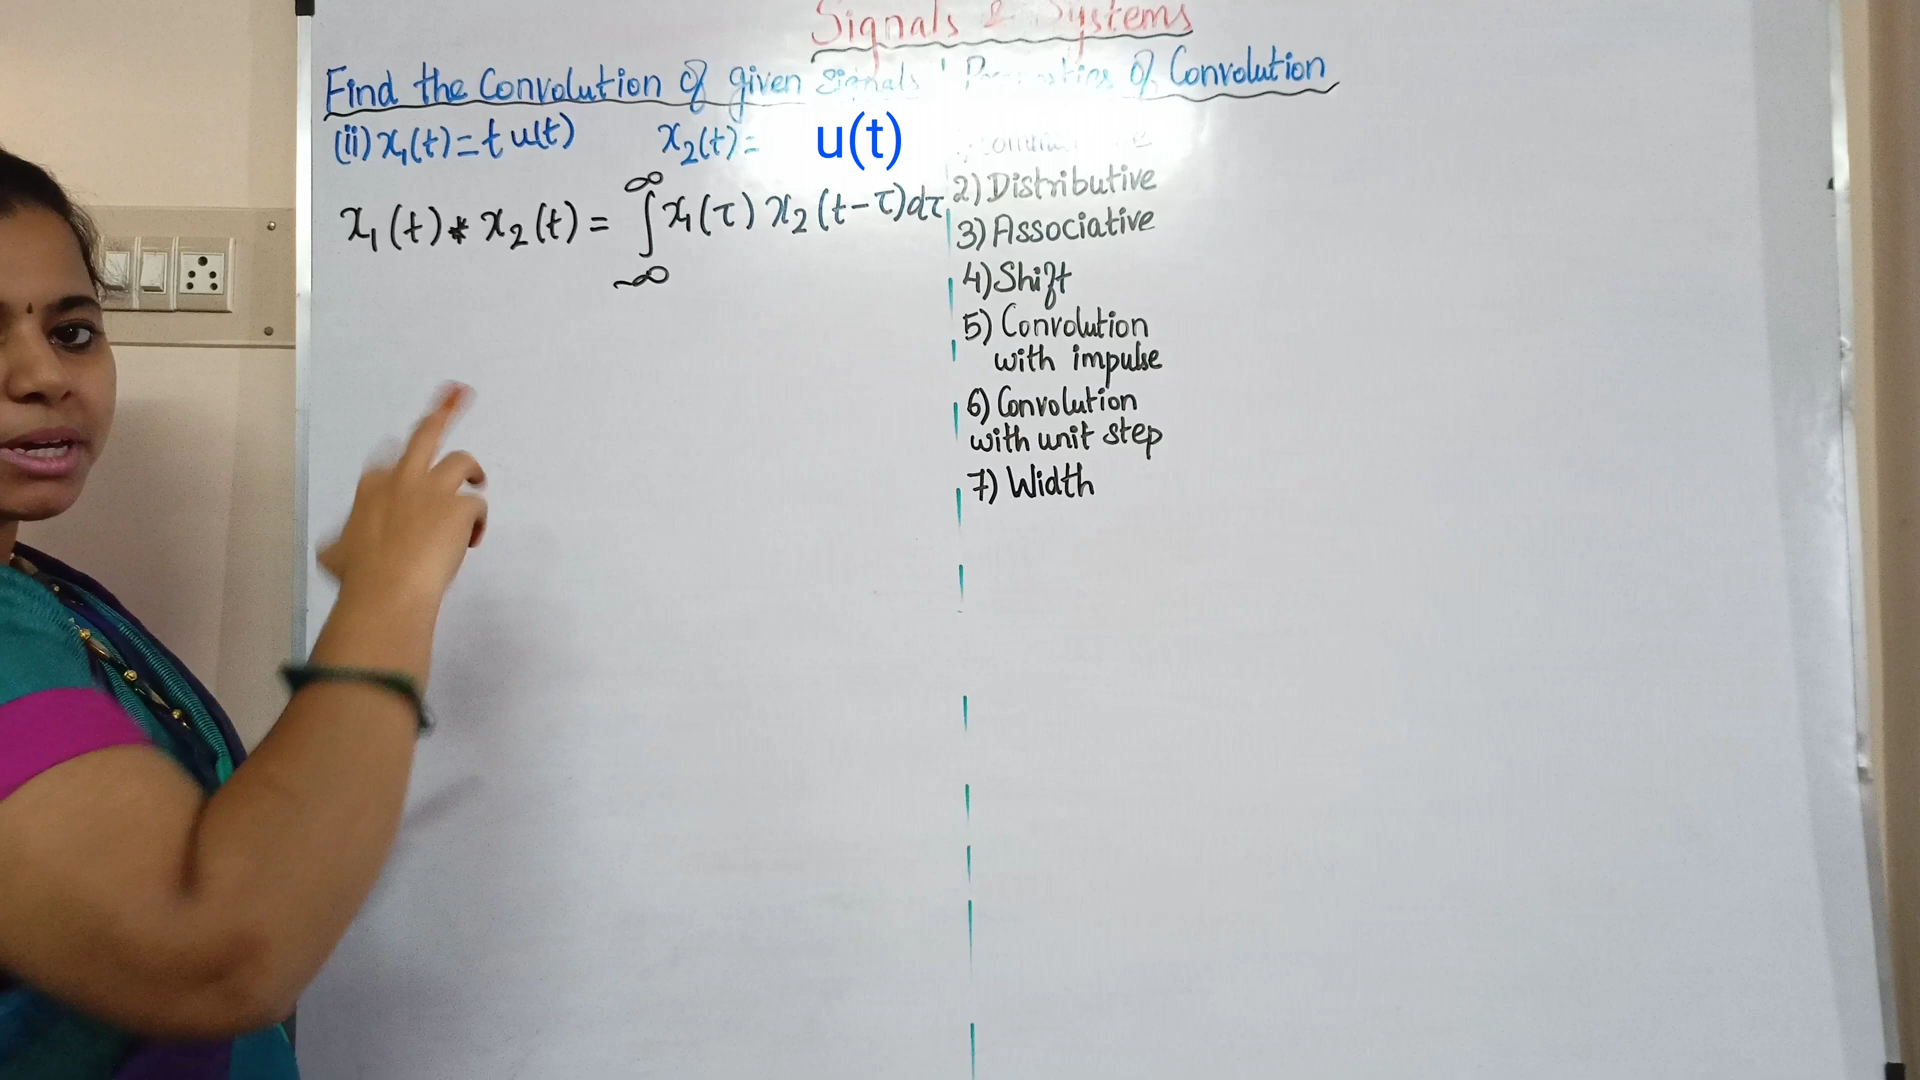 Signals & Systems
Find the Convolution of given Signals' Properties of Convolution
(ii) x₁(t) = t u(t) x₂(t) = u(t)
x₁(t) * x₂(t) = ∫_{-∞}^{∞} x₁(τ) x₂(t-τ)dτ
2) Distributive
3) Associative
4) Shift
5) Convolution
with impulse
6) Convolution
with unit step
7) Width